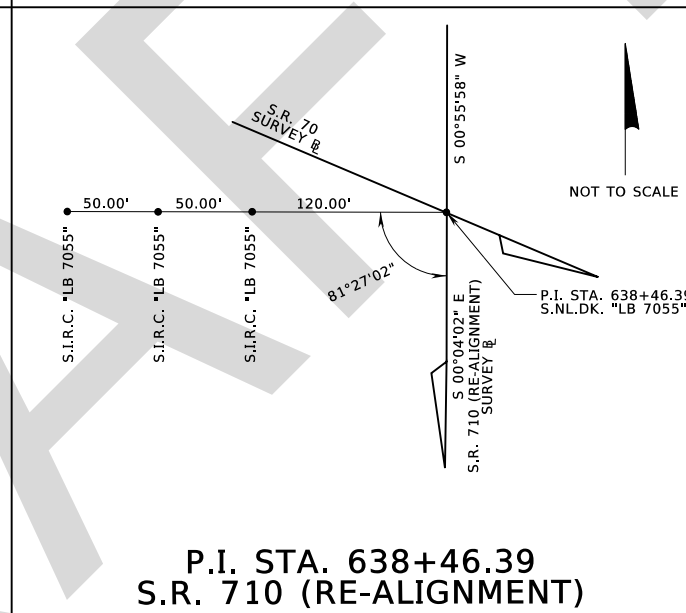 S 00°55'58" W
S.R. 70
SURVEY B/L
NOT TO SCALE
50.00'
50.00'
120.00'
S.I.R.C. "LB 7055"
S.I.R.C. "LB 7055"
S.I.R.C. "LB 7055"
81°27'02"
P.I. STA. 638+46.39
S.NL.DK. "LB 7055"
S 00°04'02" E
S.R. 710 (RE-ALIGNMENT)
SURVEY B/L
P.I. STA. 638+46.39
S.R. 710 (RE-ALIGNMENT)